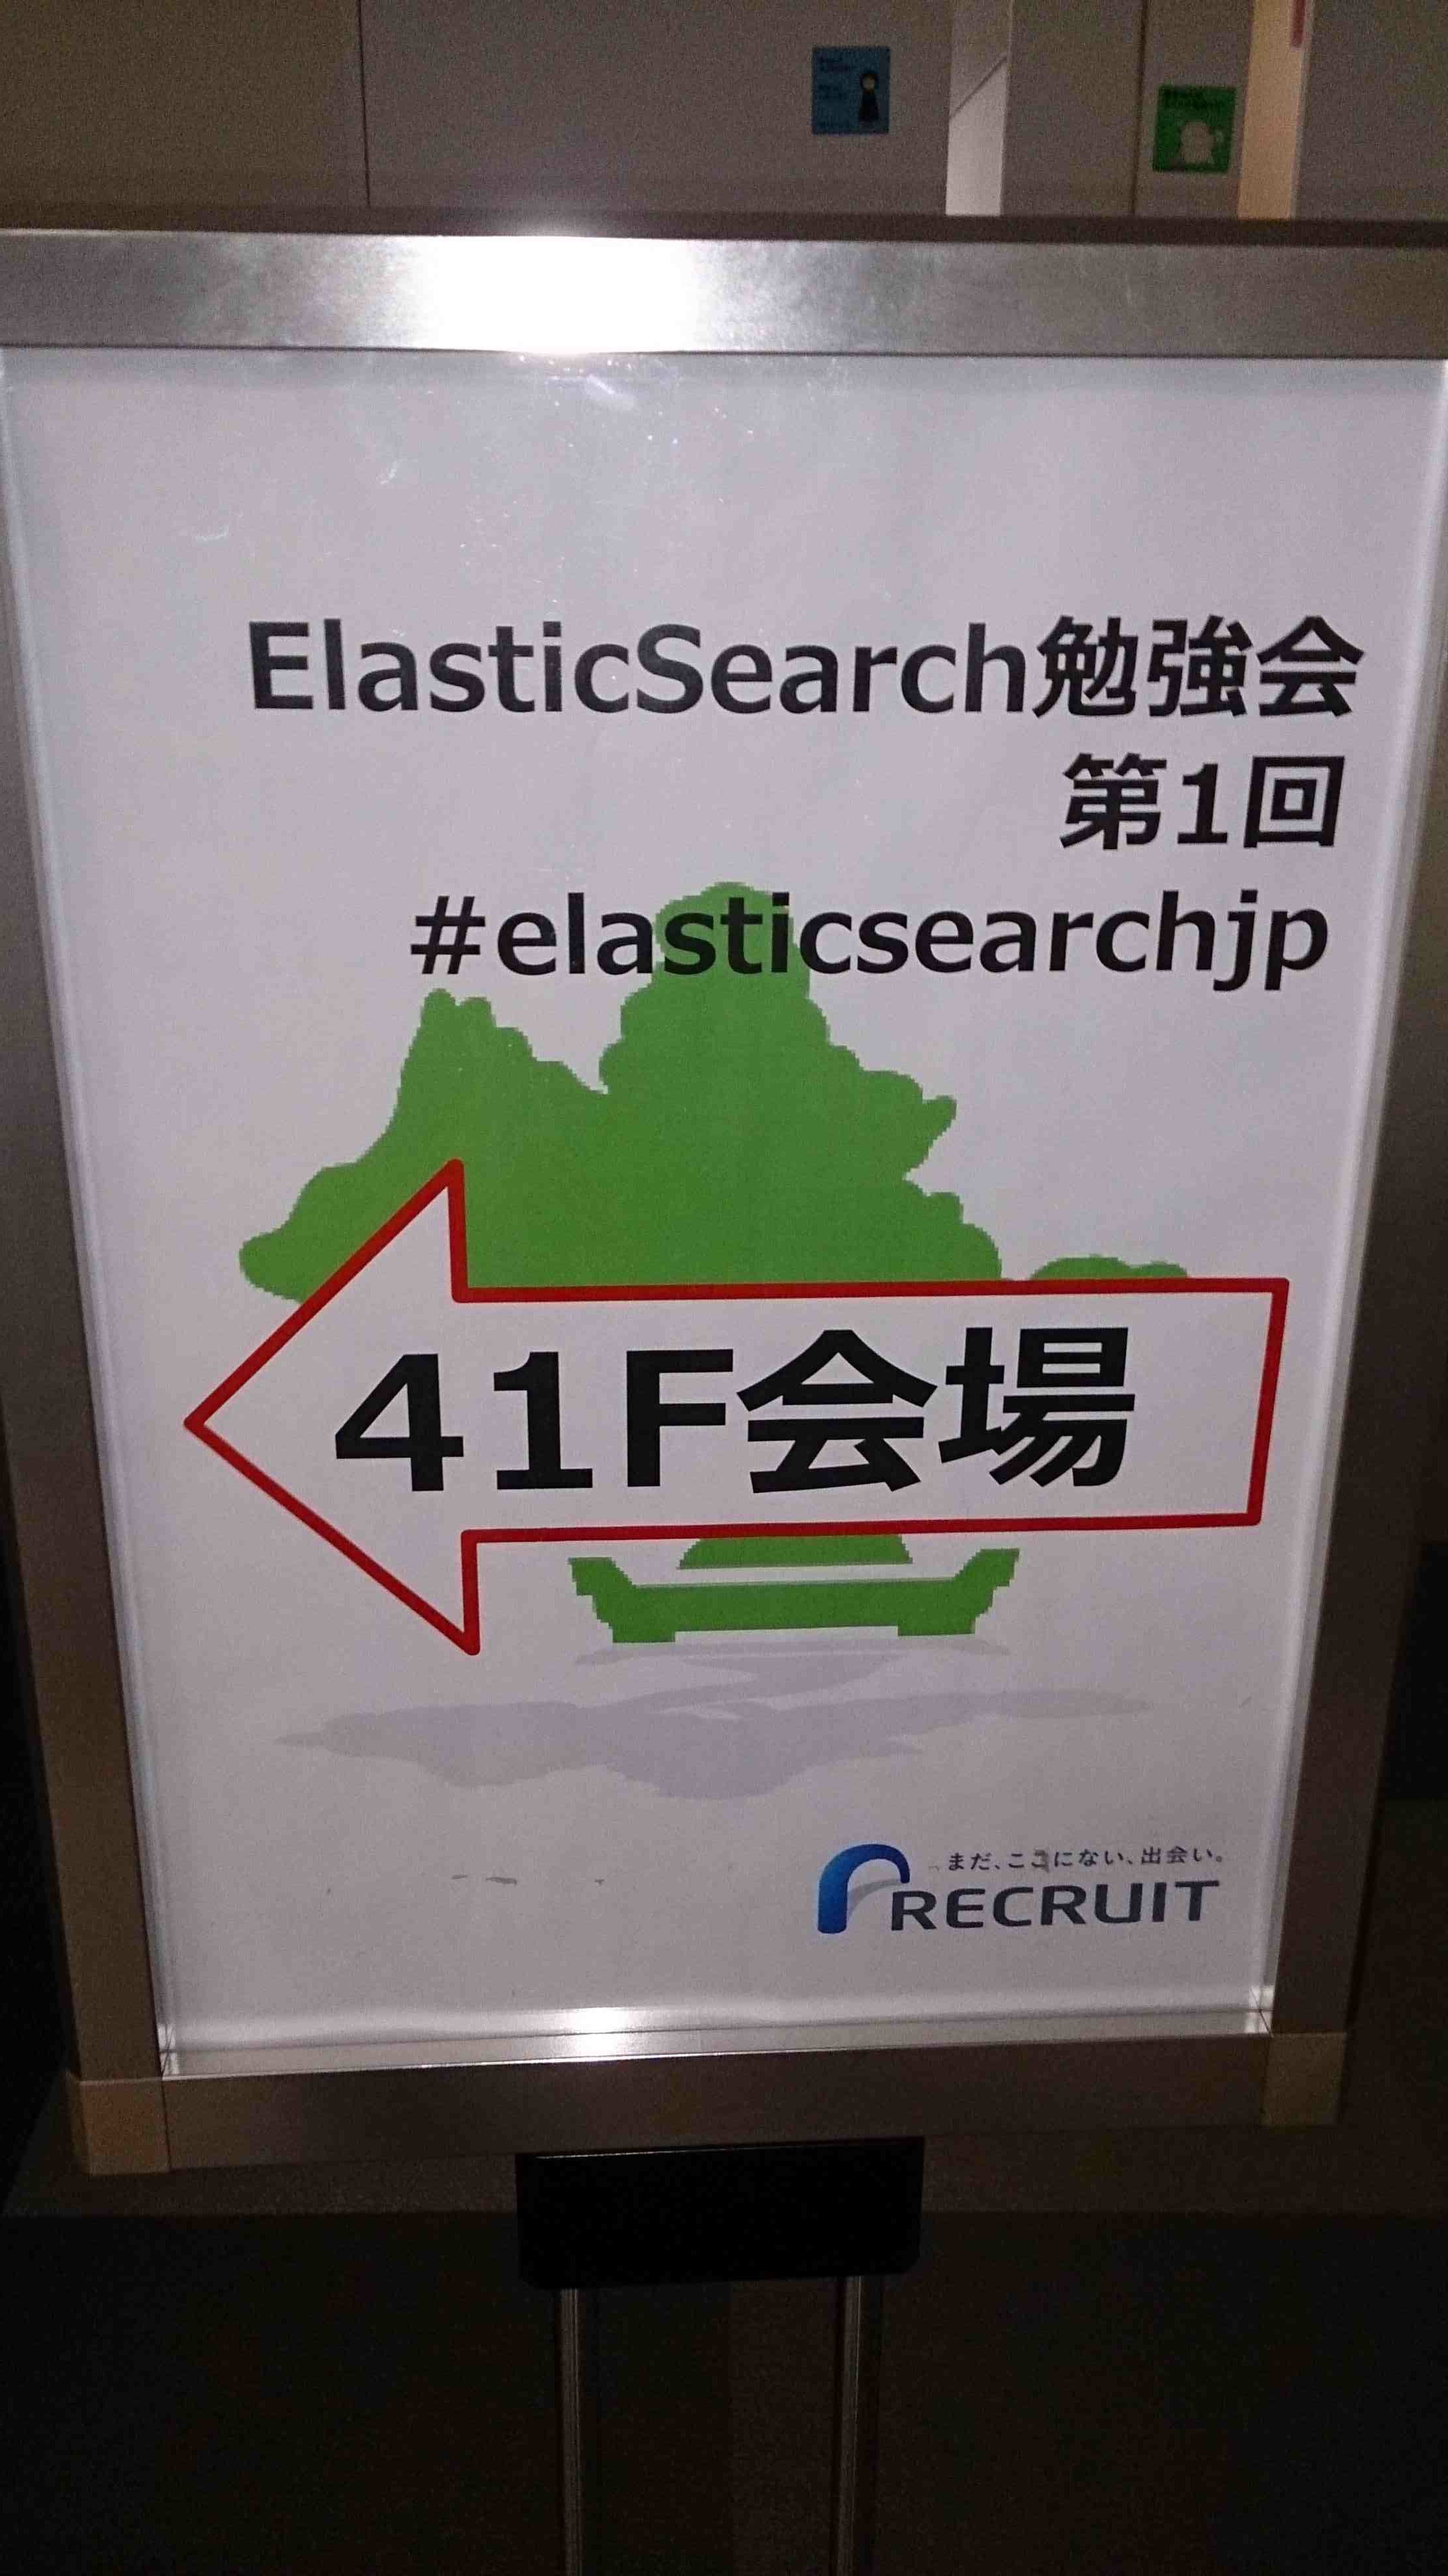 ElasticSearch勉強会
第1回
#elasticsearchjp
41F会場
まだ、ここにない、出会い。
RECRUIT